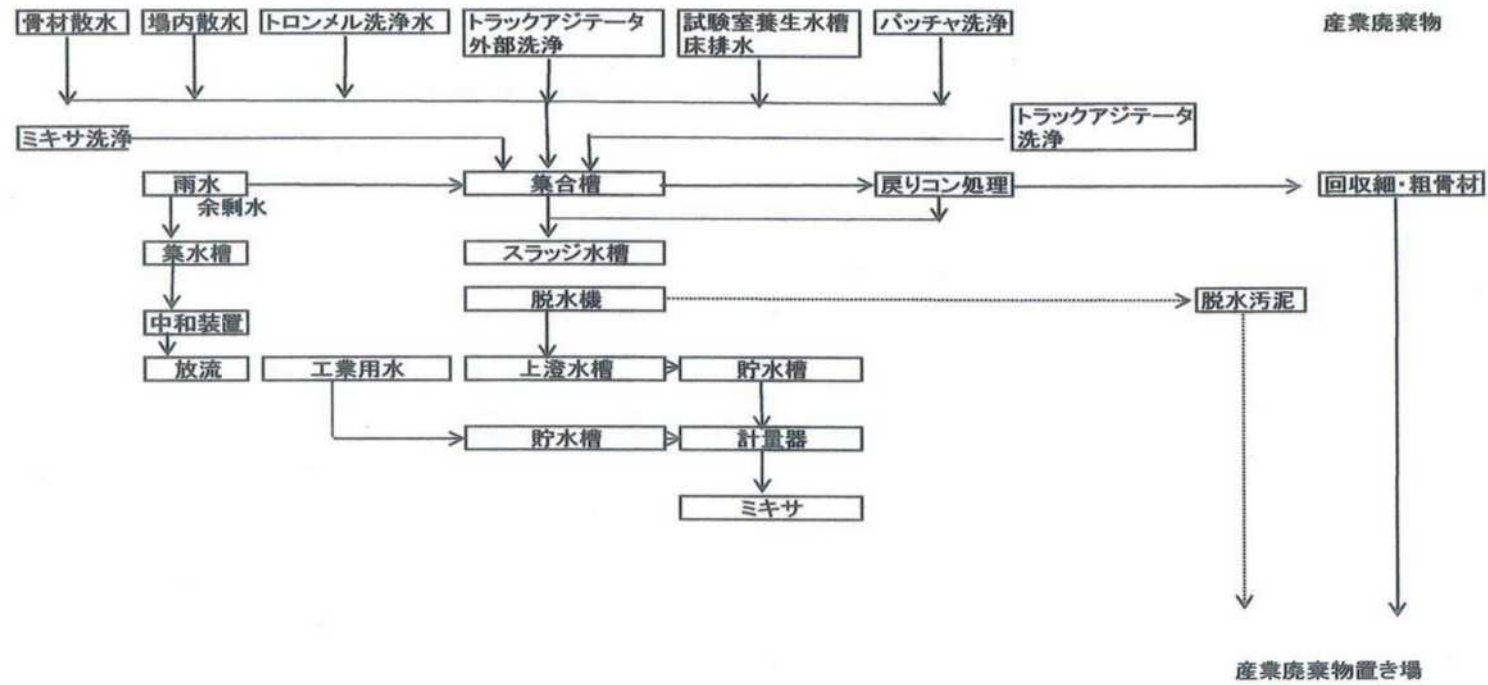 骨材散水
場内散水
トロンメル洗浄水
トラックアジテータ
外部洗浄
試験室養生水槽
床排水
バッチャ洗浄
産業廃棄物
ミキサ洗浄
トラックアジテータ
洗浄
雨水
集合槽
戻りコン処理
回収細・粗骨材
余剰水
集水槽
スラッジ水槽
脱水機
脱水汚泥
中和装置
放流
工業用水
上澄水槽
貯水槽
貯水槽
計量器
ミキサ
産業廃棄物置き場